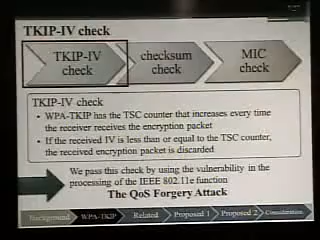 TKIP-IV check
TKIP-IV
check
checksum
check
MIC
check
TKIP-IV check
• WPA-TKIP has the TSC counter that increases every time
the receiver receives the encryption packet
• If the received IV is less than or equal to the TSC counter,
the received encryption packet is discarded
We pass this check by using the vulnerability in the
processing of the IEEE 802.11e function
The QoS Forgery Attack
Background WPA-TKIP Related Proposed 1 Proposed 2 Consideration